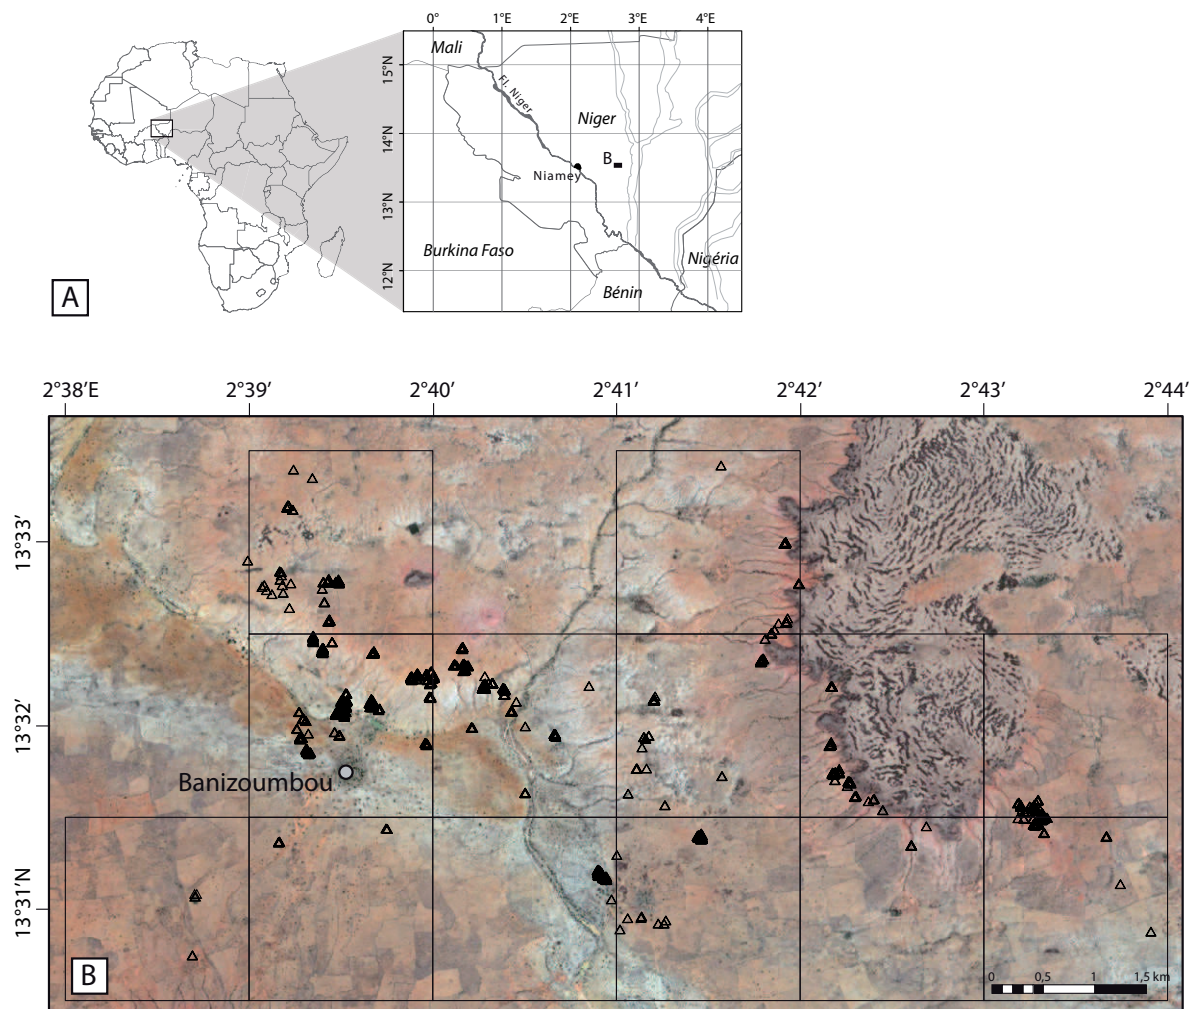 0° 1°E 2°E 3°E 4°E
Mali
15°N
Fl. Niger
Niger
14°N
B
Niamey
13°N
Burkina Faso
Nigéria
12°N
Bénin
A
2°38'E 2°39' 2°40' 2°41' 2°42' 2°43' 2°44'
13°33'
13°32'
Banizoumbou
13°31'N
B
0 0,5 1 1,5 km